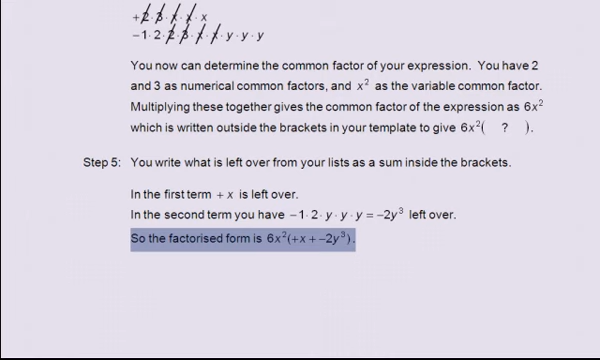 +2·3·x·x·x
−1·2·2·3·x·x·y·y·y
You now can determine the common factor of your expression. You have 2
and 3 as numerical common factors, and x² as the variable common factor.
Multiplying these together gives the common factor of the expression as 6x²
which is written outside the brackets in your template to give 6x²( ? ).
Step 5: You write what is left over from your lists as a sum inside the brackets.
In the first term +x is left over.
In the second term you have −1·2·y·y·y = −2y³ left over.
So the factorised form is 6x²(+x + −2y³).